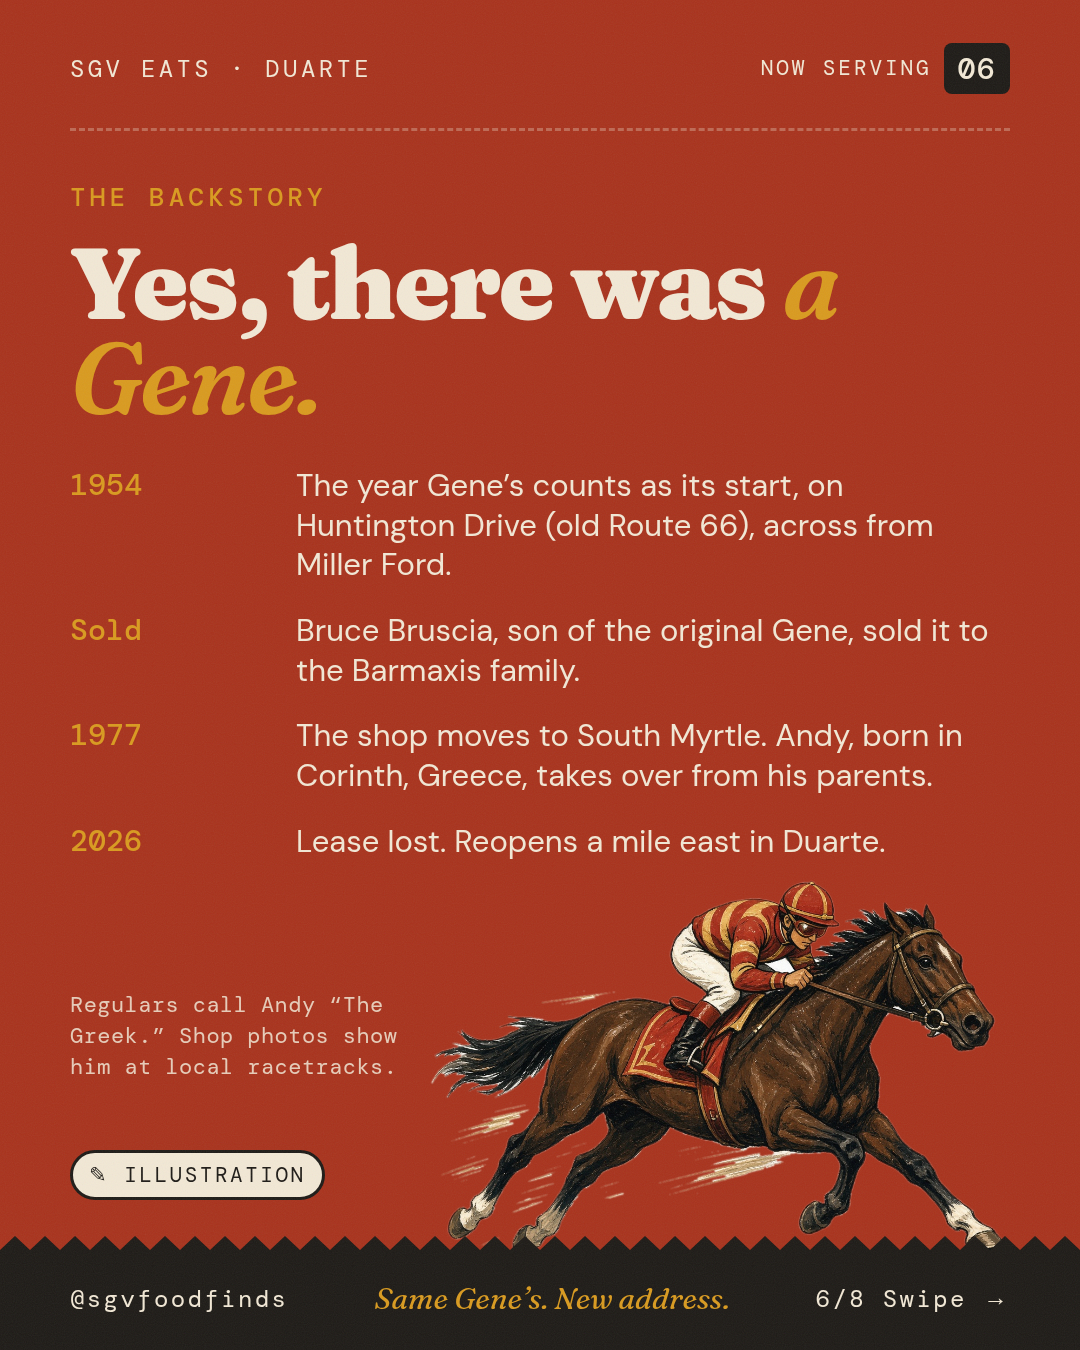 SGV EATS · DUARTE
NOW SERVING 06
THE BACKSTORY
Yes, there was a
Gene.
1954
The year Gene’s counts as its start, on
Huntington Drive (old Route 66), across from
Miller Ford.
Sold
Bruce Bruscia, son of the original Gene, sold it to
the Barmaxis family.
1977
The shop moves to South Myrtle. Andy, born in
Corinth, Greece, takes over from his parents.
2026
Lease lost. Reopens a mile east in Duarte.
Regulars call Andy “The
Greek.” Shop photos show
him at local racetracks.
✎ ILLUSTRATION
@sgvfoodfinds
Same Gene’s. New address.
6/8 Swipe →